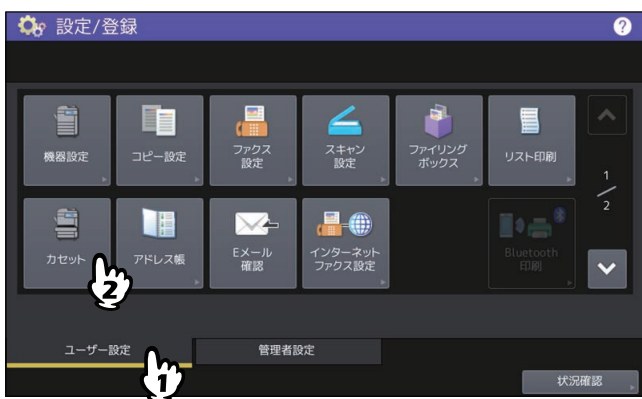 設定/登録
?
機器設定
コピー設定
ファクス
設定
スキャン
設定
ファイリング
ボックス
リスト印刷
1
2
カセット
アドレス帳
Eメール
確認
インターネット
ファクス設定
Bluetooth
印刷
2
ユーザー設定
管理者設定
1
状況確認